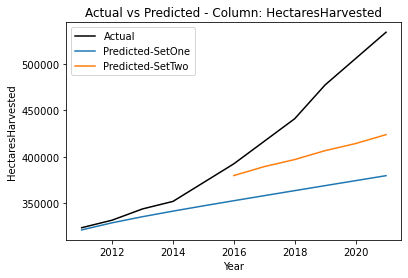 Actual vs Predicted - Column: HectaresHarvested
Actual
Predicted-SetOne
Predicted-SetTwo
HectaresHarvested
500000
450000
400000
350000
2012
2014
2016
2018
2020
Year